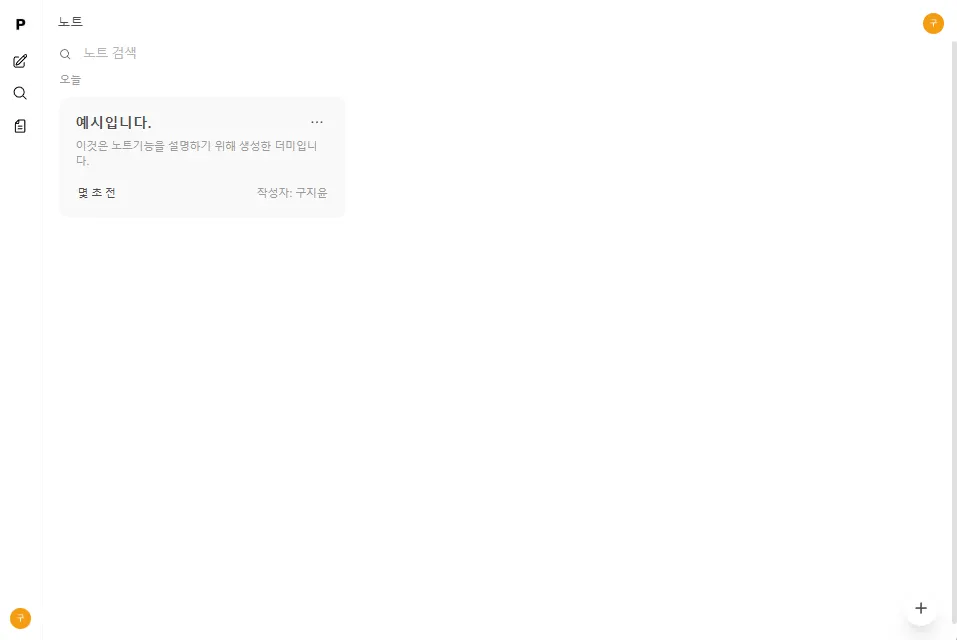 P
노트
구
노트 검색
오늘
예시입니다.
...
이것은 노트기능을 설명하기 위해 생성한 더미입니
다.
몇 초 전
작성자: 구지윤
구
+